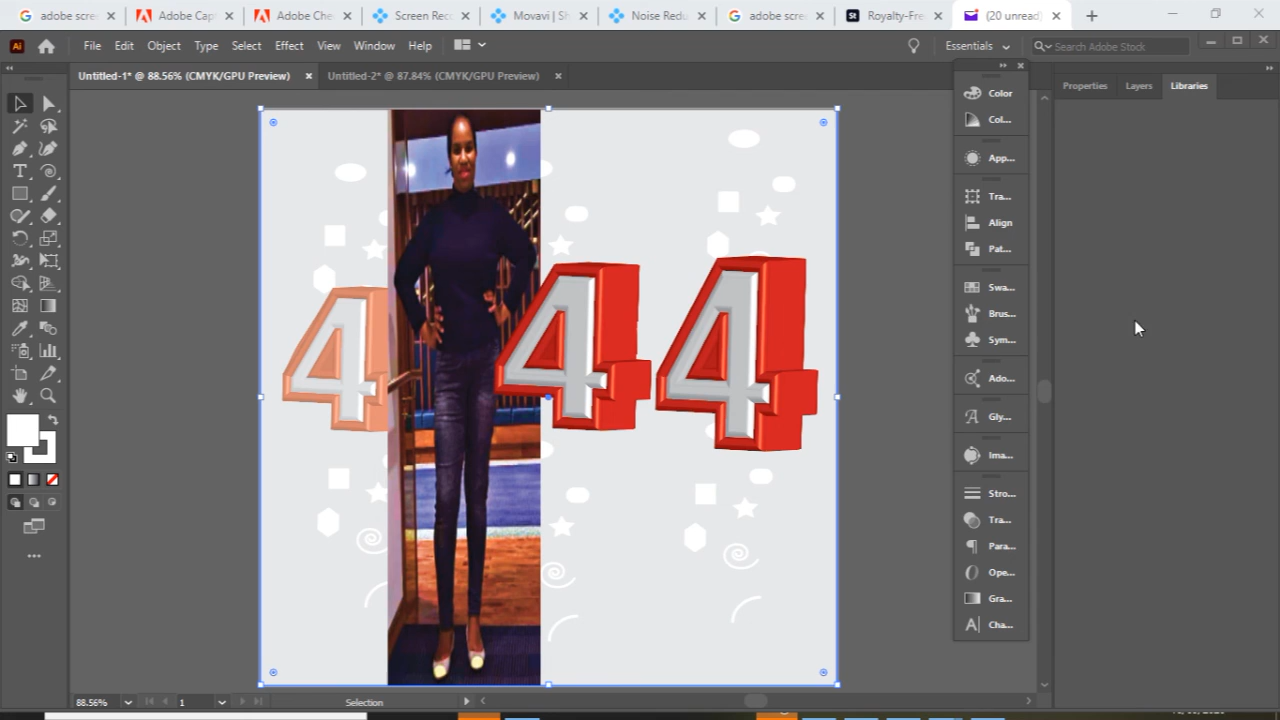 adobe scree
Adobe Cap
Adobe Che
Screen Rec
Movavi | Sh
Noise Redu
adobe scree
St
Royalty-Fre
(20 unread)
Ai
File Edit Object Type Select Effect View Window Help
Essentials
Search Adobe Stock
Untitled-1* @ 88.56% (CMYK/GPU Preview)
Untitled-2* @ 87.84% (CMYK/GPU Preview)
Properties Layers Libraries
Color
Col...
App...
Tra...
Align
Pat...
Swa...
Brus...
Sym...
Ado...
Gly...
Ima...
Stro...
Tra...
Para...
Ope...
Gra...
Cha...
4 4 4
88.56%
1
Selection